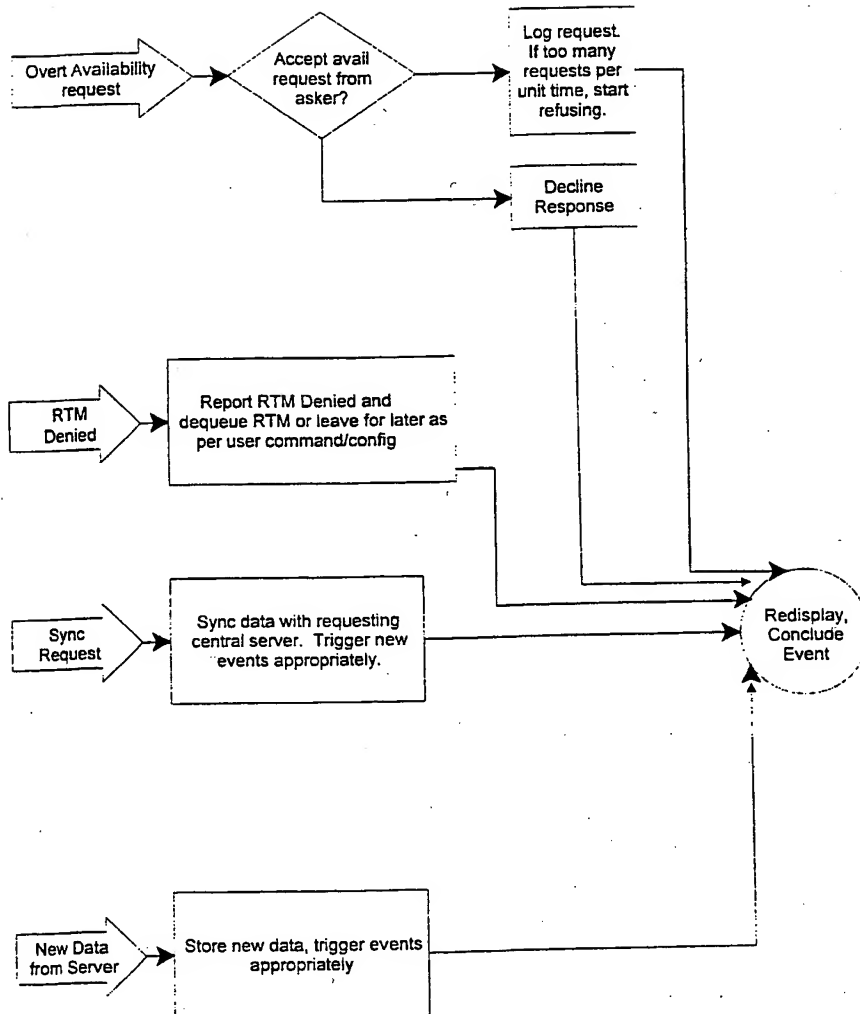 Overt Availability
request
Accept avail
request from
asker?
Log request.
If too many
requests per
unit time, start
refusing.
Decline
Response
RTM
Denied
Report RTM Denied and
dequeue RTM or leave for later as
per user command/config
Sync
Request
Sync data with requesting
central server. Trigger new
events appropriately.
Redisplay,
Conclude
Event
New Data
from Server
Store new data, trigger events
appropriately